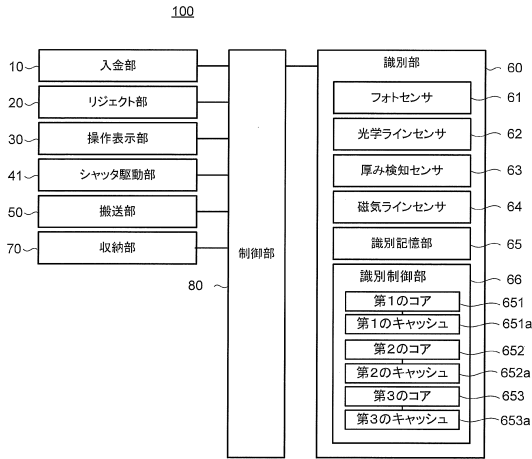 100
10 入金部
20 リジェクト部
30 操作表示部
41 シャッタ駆動部
50 搬送部
70 収納部
80 制御部
識別部 60
フォトセンサ 61
光学ラインセンサ 62
厚み検知センサ 63
磁気ラインセンサ 64
識別記憶部 65
識別制御部 66
第1のコア 651
第1のキャッシュ 651a
第2のコア 652
第2のキャッシュ 652a
第3のコア 653
第3のキャッシュ 653a